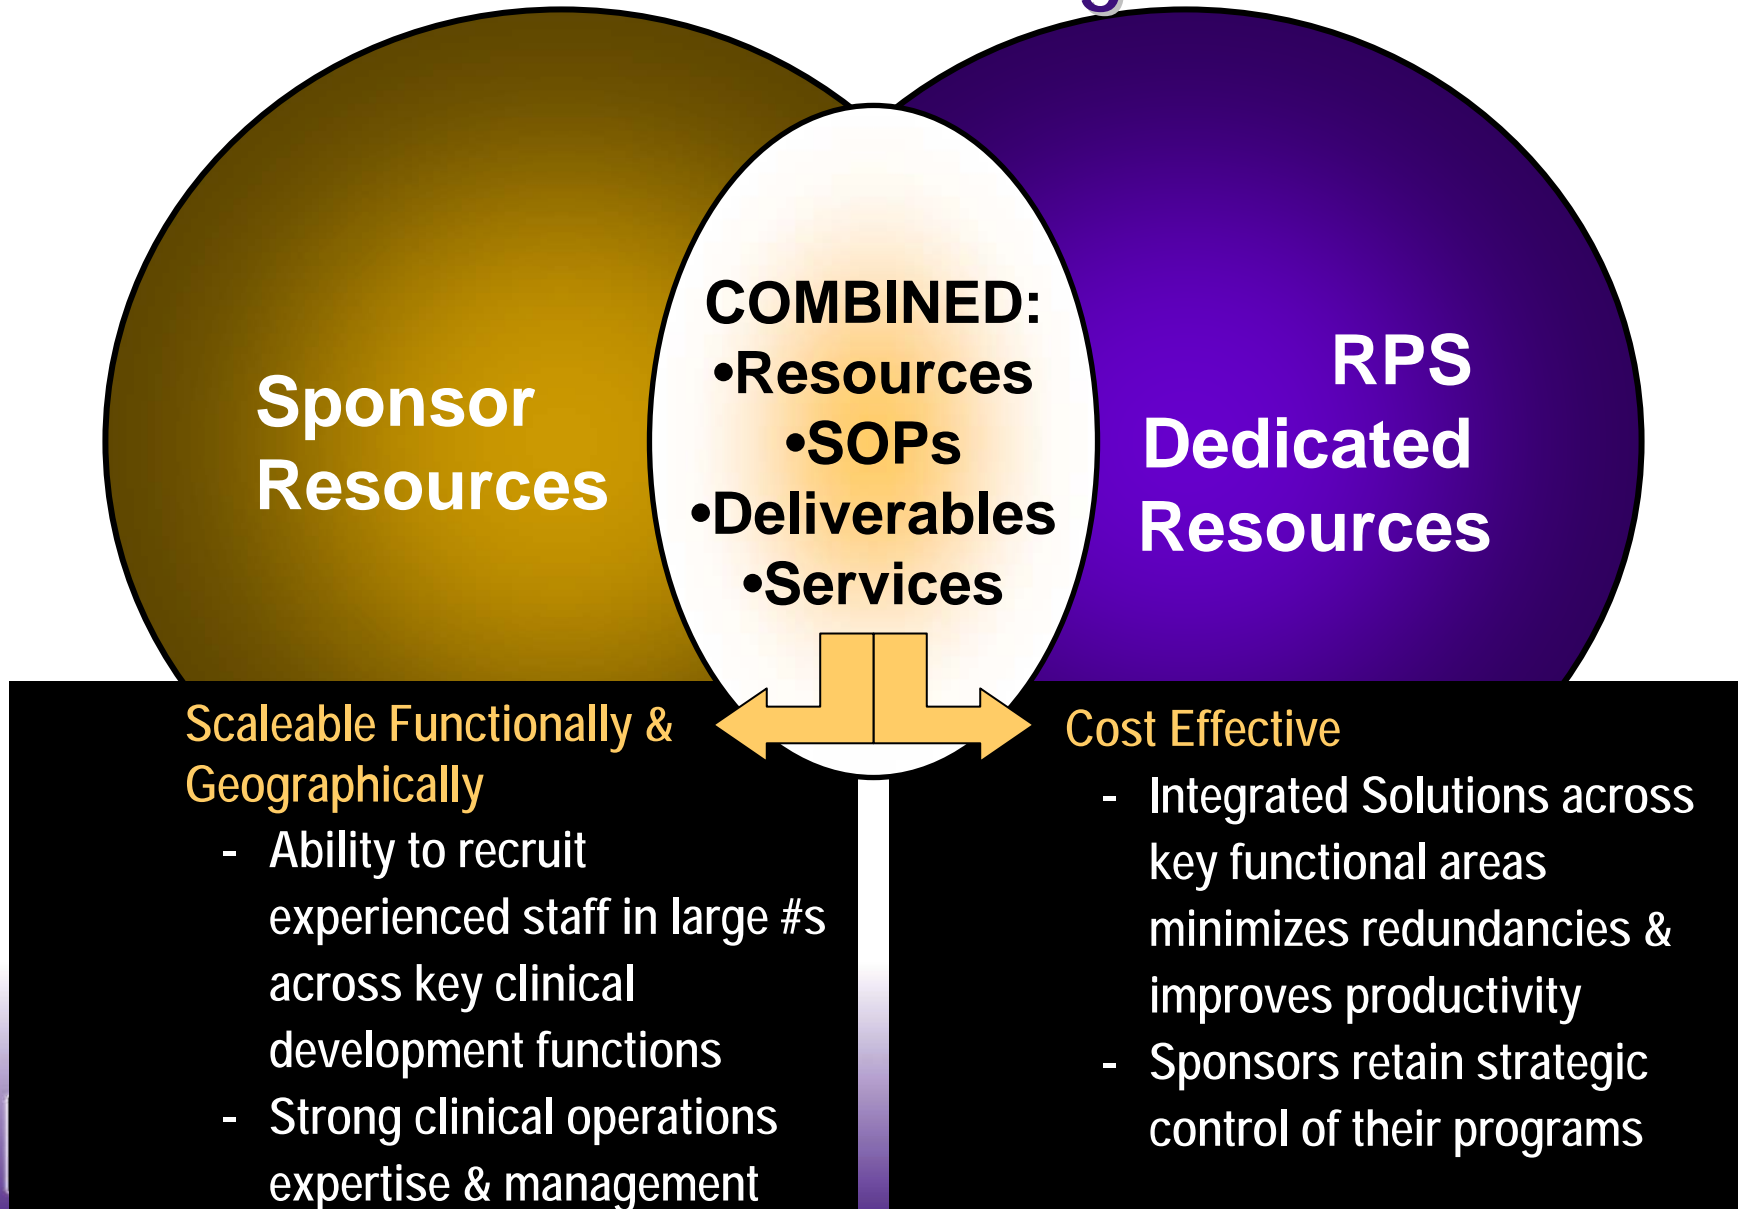 Sponsor
Resources
COMBINED:
•Resources
•SOPs
•Deliverables
•Services
RPS
Dedicated
Resources
Scaleable Functionally &
Geographically
- Ability to recruit
experienced staff in large #s
across key clinical
development functions
- Strong clinical operations
expertise & management
Cost Effective
- Integrated Solutions across
key functional areas
minimizes redundancies &
improves productivity
- Sponsors retain strategic
control of their programs